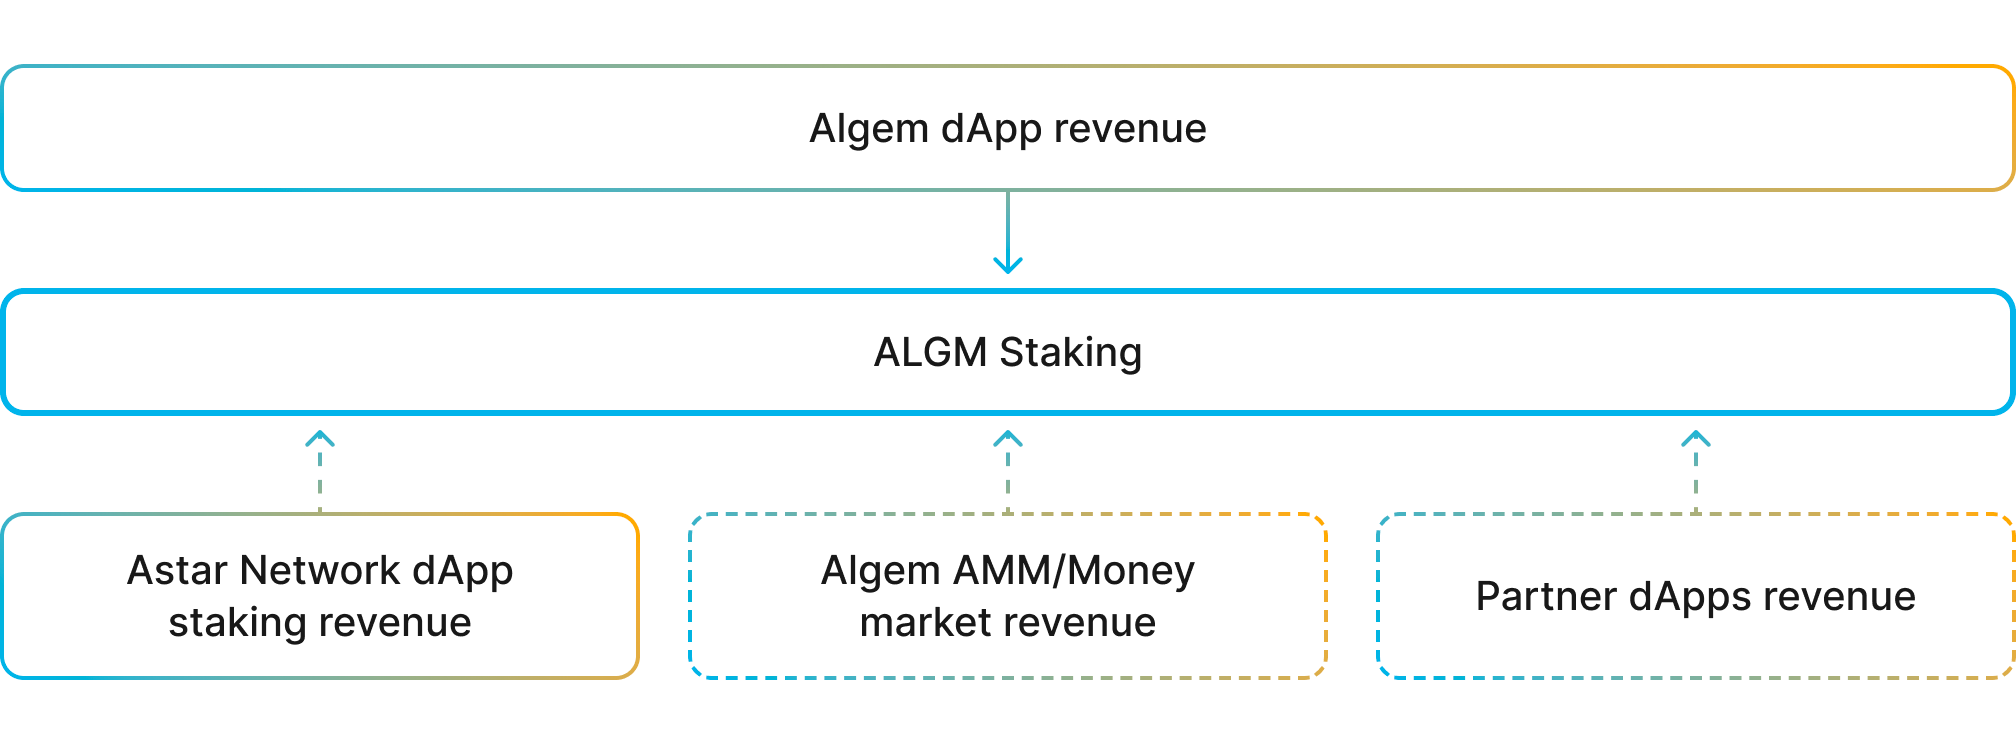 Algem dApp revenue
ALGM Staking
Astar Network dApp
staking revenue
Algem AMM/Money
market revenue
Partner dApps revenue